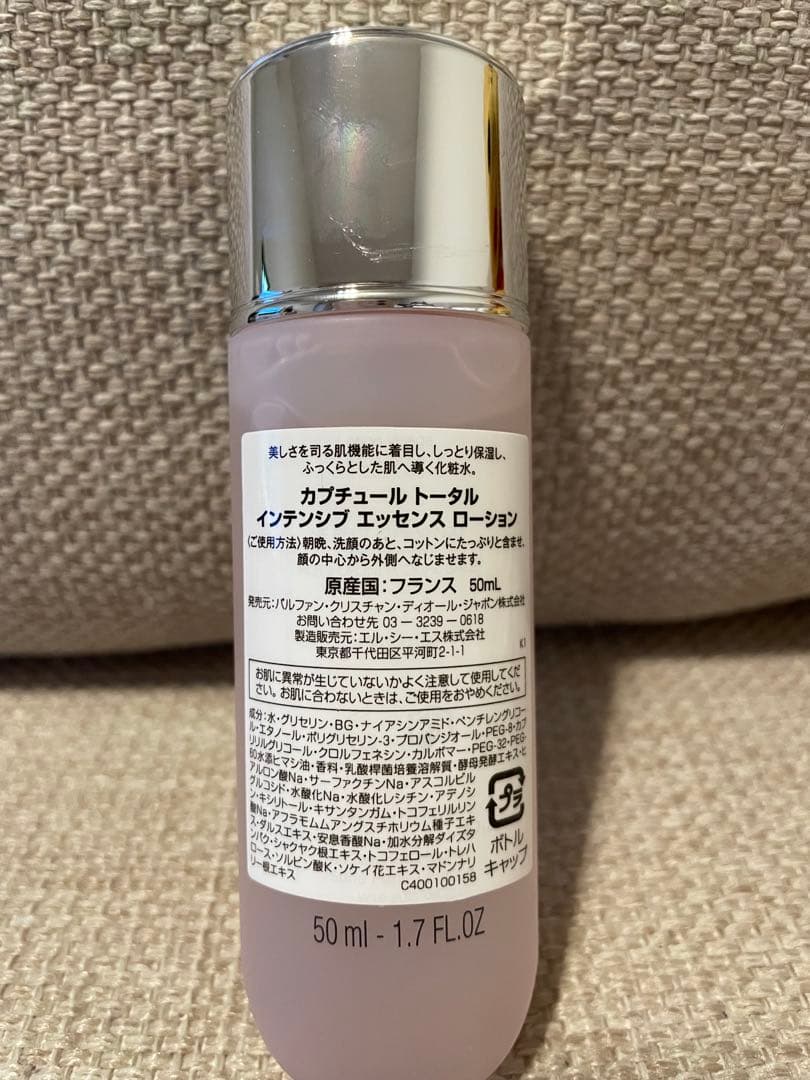 美しさを司る肌機能に着目し、しっとり保湿し、
ふっくらとした肌へ導く化粧水。
カプチュール トータル
インテンシブ エッセンス ローション
〈ご使用方法〉朝晩、洗顔のあと、コットンにたっぷりと含ませ、
顔の中心から外側へなじませます。
原産国：フランス 50mL
発売元：パルファン・クリスチャン・ディオール・ジャポン株式会社
お問い合わせ先 03－3239－0618
製造販売元：エル・シー・エス株式会社
東京都千代田区平河町2-1-1
K1
お肌に異常が生じていないかよく注意して使用してくだ
さい。お肌に合わないときは、ご使用をおやめください。
成分：水・グリセリン・BG・ナイアシンアミド・ペンチレングリコー
ル・エタノール・ポリグリセリン-3・プロパンジオール・PEG-8・カプ
リリルグリコール・クロルフェネシン・カルボマー・PEG-32・PEG-
60水添ヒマシ油・香料・乳酸桿菌培養溶解質・酵母発酵エキス・ヒ
アルロン酸Na・サーファクチンNa・アスコルビル
グルコシド・水酸化Na・水酸化レシチン・アデノシ
ン・キシリトール・キサンタンガム・トコフェリルリン
酸Na・アフラモムムアングスチホリウム種子エキ
ス・ダルスエキス・安息香酸Na・加水分解ダイズタ
ンパク・シャクヤク根エキス・トコフェロール・トレハ
ロース・ソルビン酸K・ソケイ花エキス・マドンナリ
リー根エキス
プラ
ボトル
キャップ
C400100158
50 ml - 1.7 FL.OZ